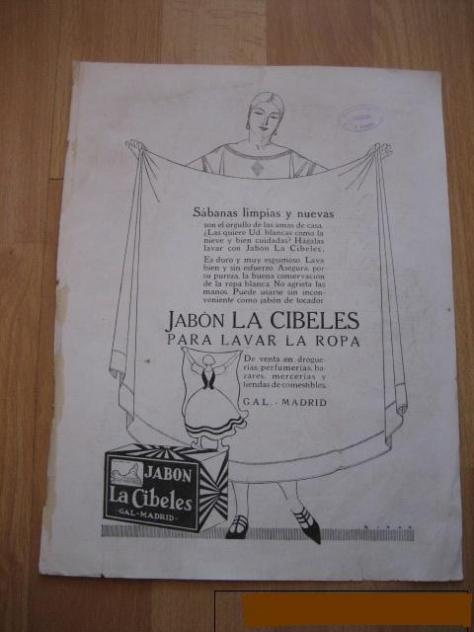 Sábanas limpias y nuevas
son el orgullo de las amas de casa.
¿Las quiere Ud. blancas como la
nieve y bien cuidadas? Hágalas
lavar con Jabón La Cibeles.
Es duro y muy espumoso. Lava
bien y sin esfuerzo. Asegura, por
su pureza, la buena conservación
de la ropa blanca. No agrieta las
manos. Puede usarse sin incon-
veniente como jabón de tocador
JABÓN LA CIBELES
PARA LAVAR LA ROPA
De venta en drogue-
rías, perfumerías, ba-
zares, mercerías y
tiendas de comestibles.
GAL. - MADRID
JABON
La Cibeles
-GAL-MADRID-